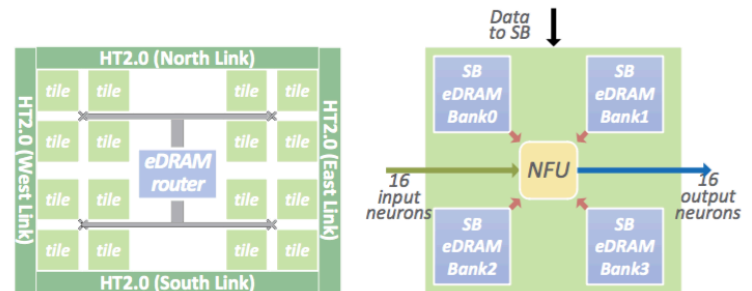 HT2.0 (North Link)
HT2.0 (West Link)
HT2.0 (East Link)
tile tile tile tile
tile tile tile tile
eDRAM
router
tile tile tile tile
tile tile tile tile
HT2.0 (South Link)
Data
to SB
SB
eDRAM
Bank0
SB
eDRAM
Bank1
NFU
16
input
neurons
16
output
neurons
SB
eDRAM
Bank2
SB
eDRAM
Bank3